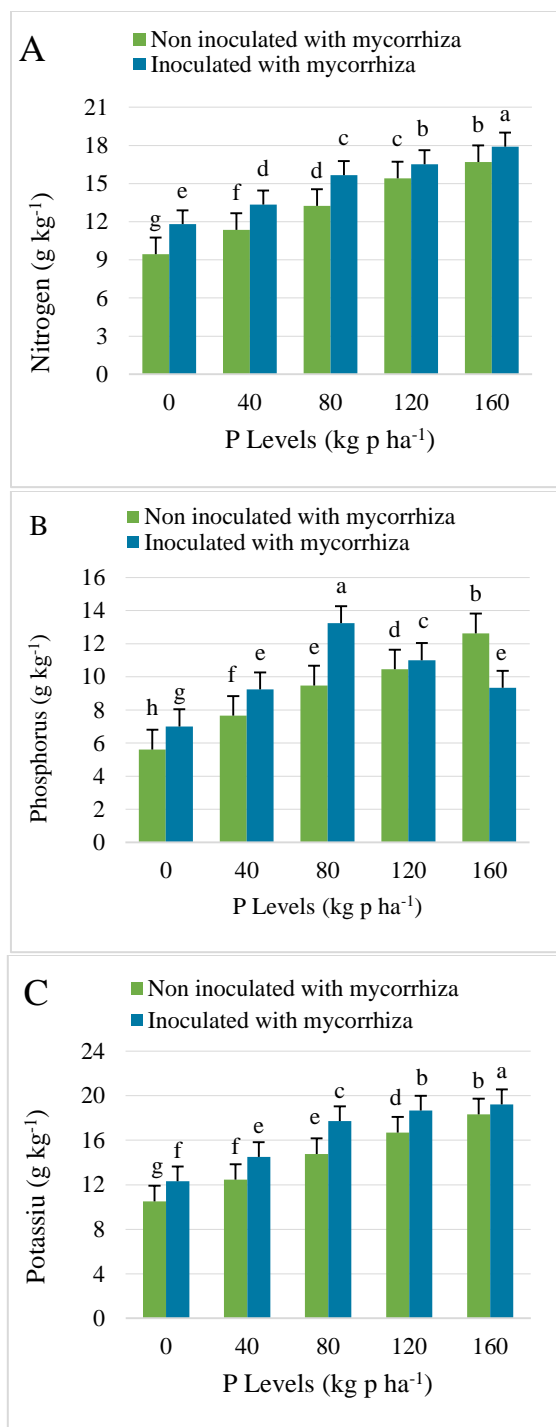 A
Non inoculated with mycorrhiza
Inoculated with mycorrhiza
Nitrogen (g kg-1)
21
18
15
12
9
6
3
0
g e f d d c c b b a
0 40 80 120 160
P Levels (kg p ha-1)
B
Non inoculated with mycorrhiza
Inoculated with mycorrhiza
Phosphorus (g kg-1)
16
14
12
10
8
6
4
2
0
h g f e e a d c b e
0 40 80 120 160
P Levels (kg p ha-1)
C
Non inoculated with mycorrhiza
Inoculated with mycorrhiza
Potassiu (g kg-1)
24
20
16
12
8
4
0
g f f e e c d b b a
0 40 80 120 160
P Levels (kg p ha-1)